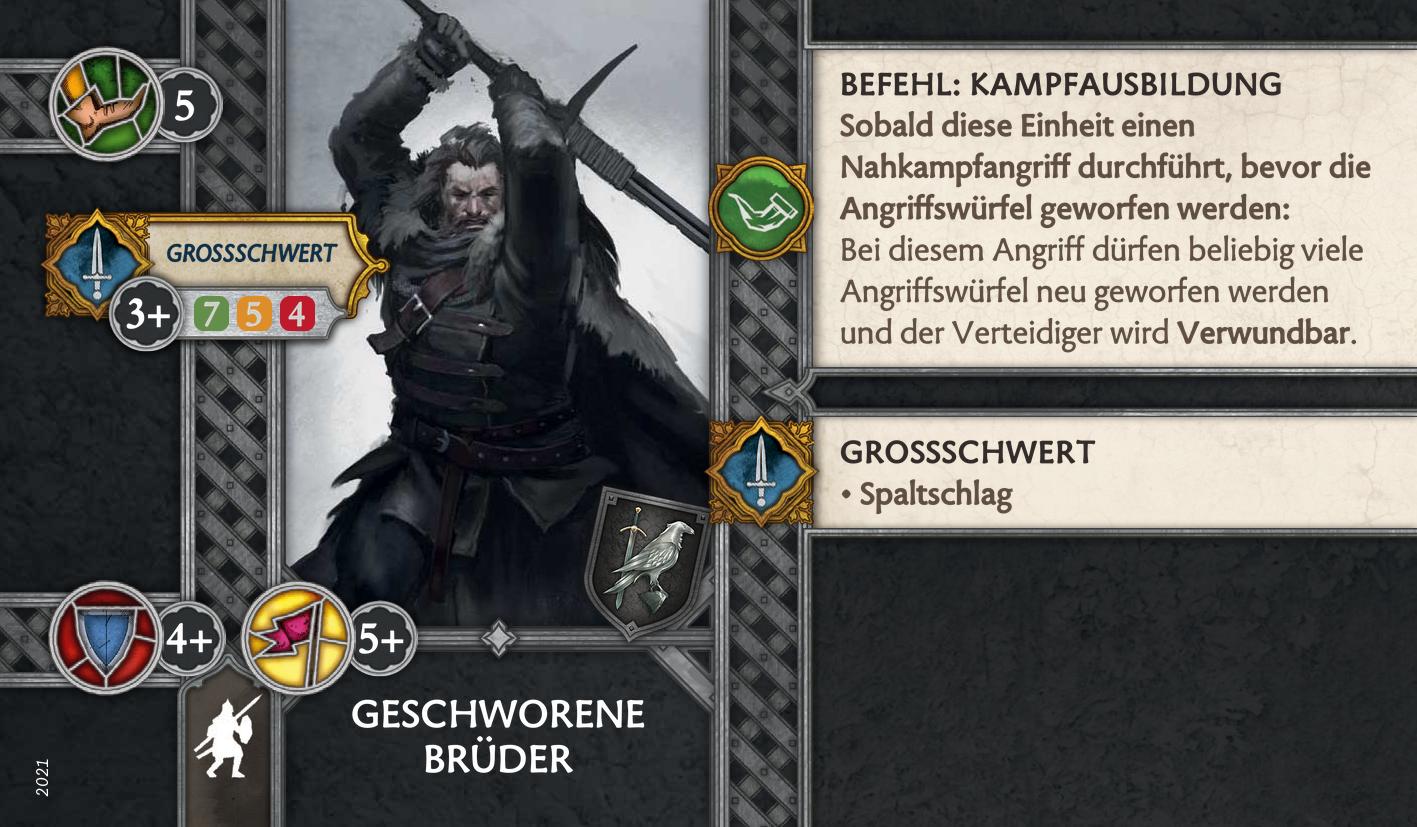 5
GROSSSCHWERT
3+ 7 5 4
4+ 5+
GESCHWORENE
BRÜDER
2021
BEFEHL: KAMPFAUSBILDUNG
Sobald diese Einheit einen
Nahkampfangriff durchführt, bevor die
Angriffswürfel geworfen werden:
Bei diesem Angriff dürfen beliebig viele
Angriffswürfel neu geworfen werden
und der Verteidiger wird Verwundbar.
GROSSSCHWERT
• Spaltschlag